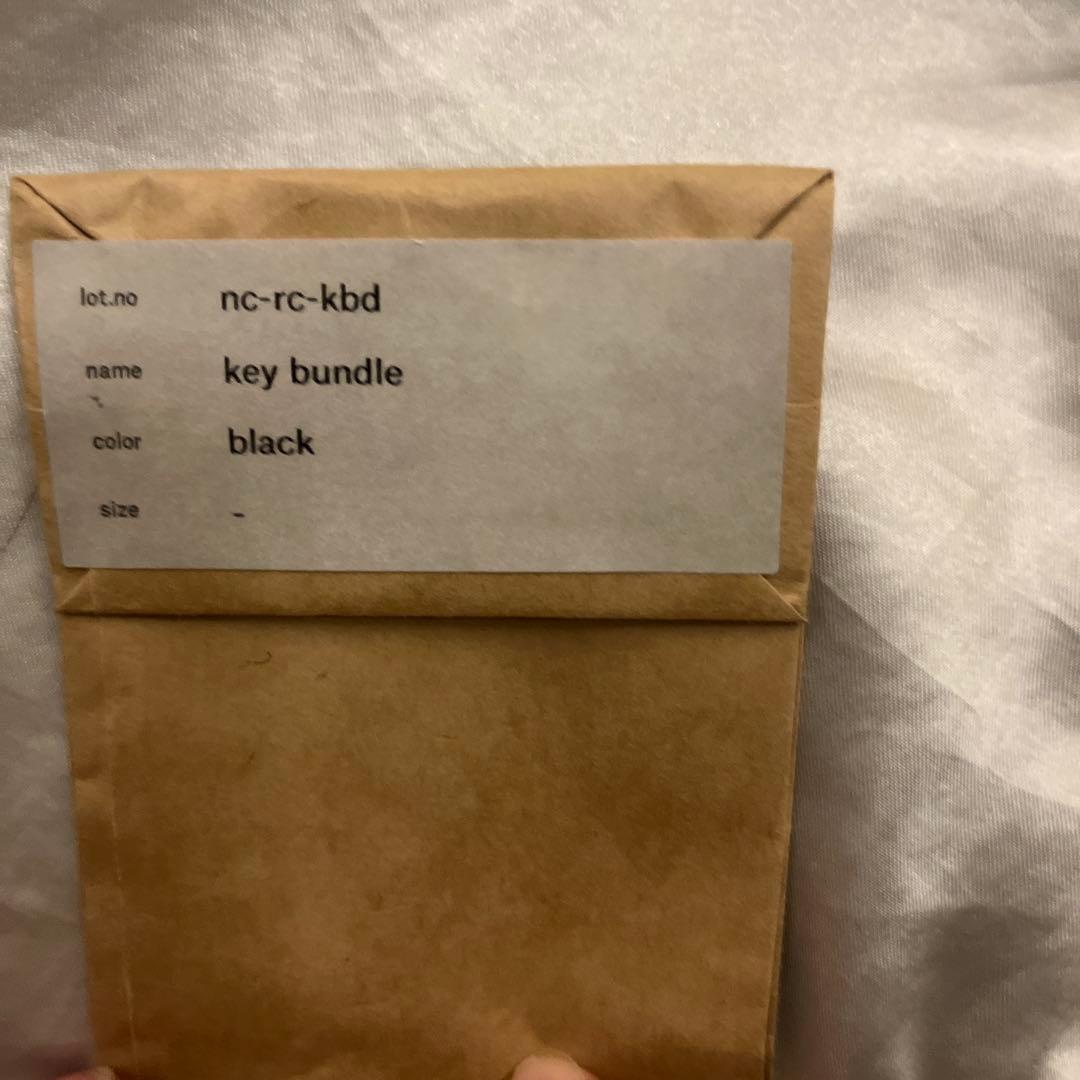 lot.no nc-rc-kbd
name key bundle
color black
size -